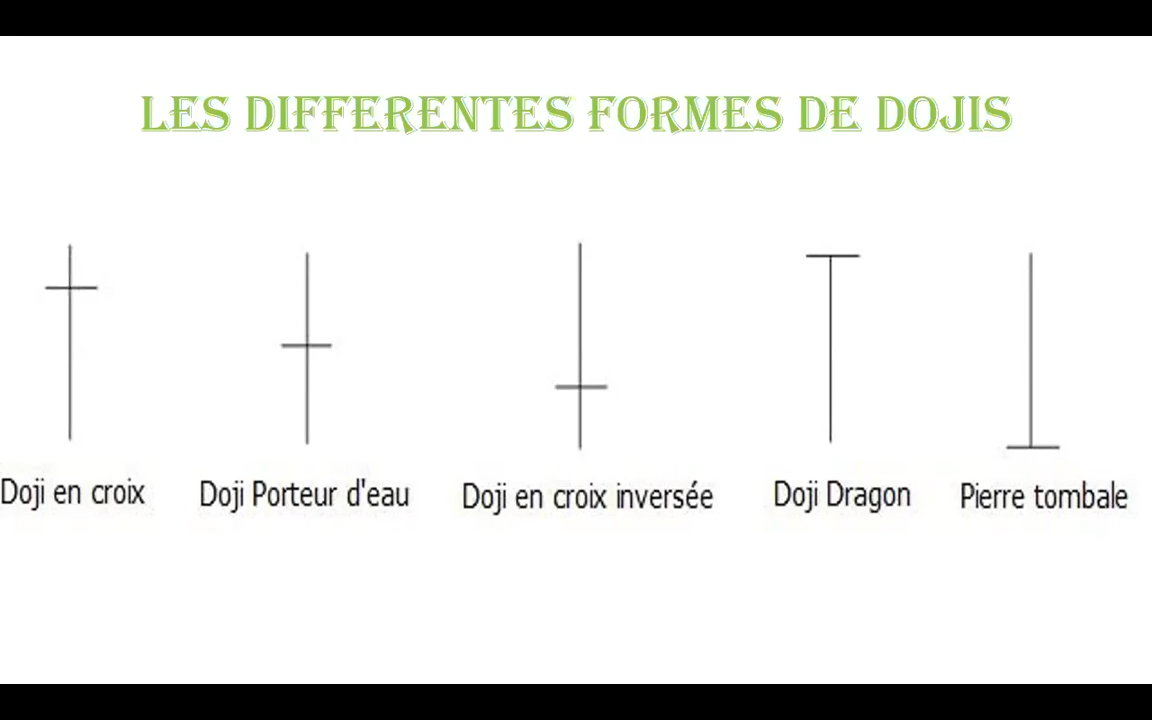 LES DIFFERENTES FORMES DE DOJIS
Doji en croix
Doji Porteur d'eau
Doji en croix inversée
Doji Dragon
Pierre tombale